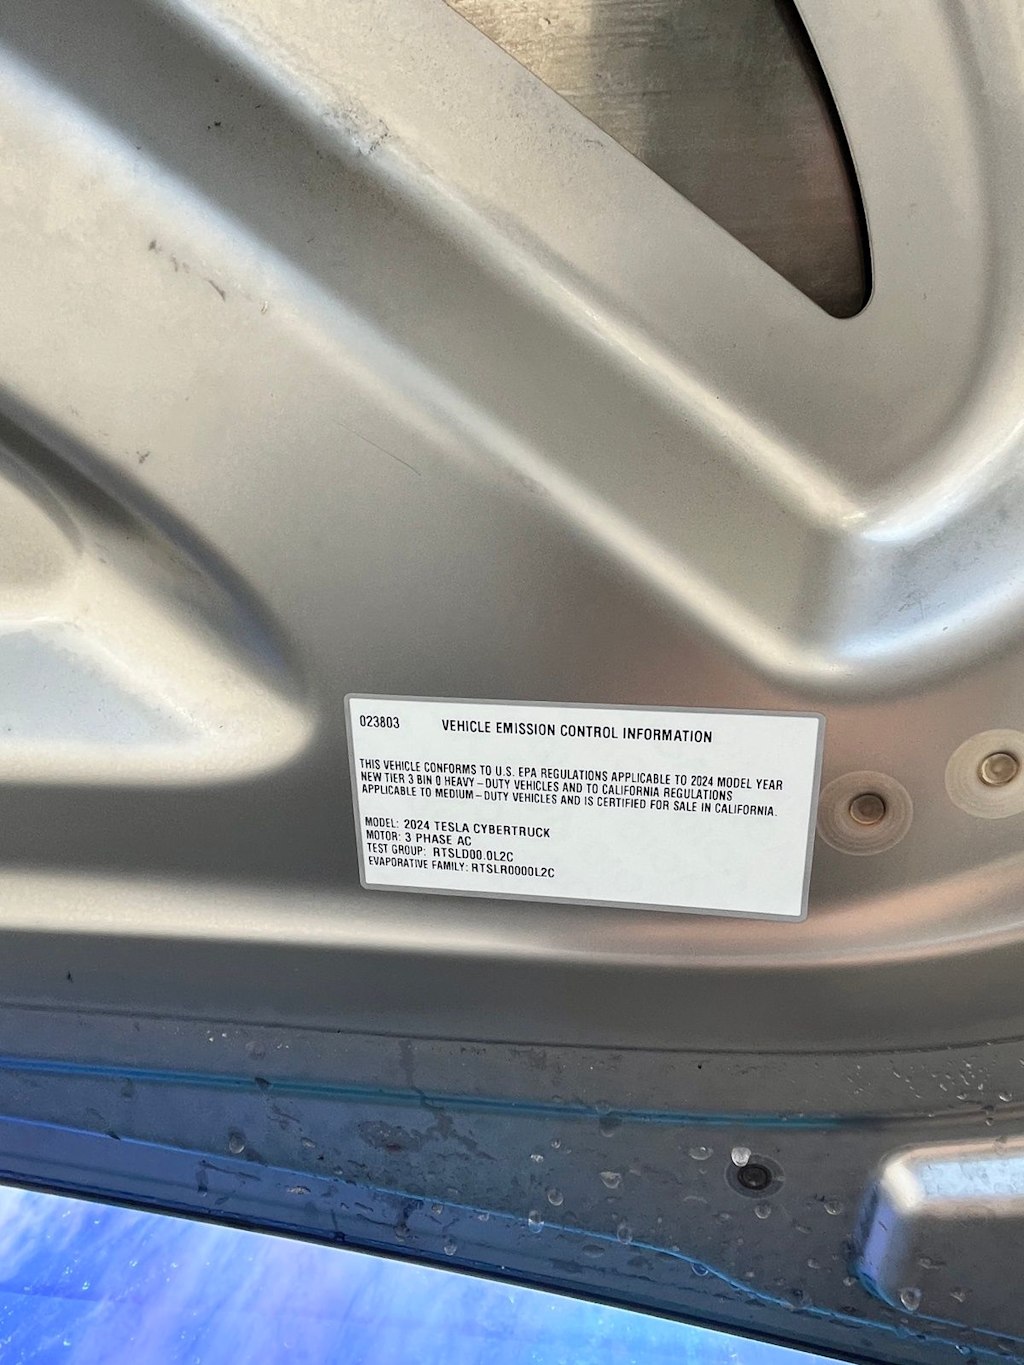 023803 VEHICLE EMISSION CONTROL INFORMATION
THIS VEHICLE CONFORMS TO U.S. EPA REGULATIONS APPLICABLE TO 2024 MODEL YEAR
NEW TIER 3 BIN 0 HEAVY-DUTY VEHICLES AND TO CALIFORNIA REGULATIONS
APPLICABLE TO MEDIUM-DUTY VEHICLES AND IS CERTIFIED FOR SALE IN CALIFORNIA.
MODEL: 2024 TESLA CYBERTRUCK
MOTOR: 3 PHASE AC
TEST GROUP: RTSLD00.0L2C
EVAPORATIVE FAMILY: RTSLR0000L2C